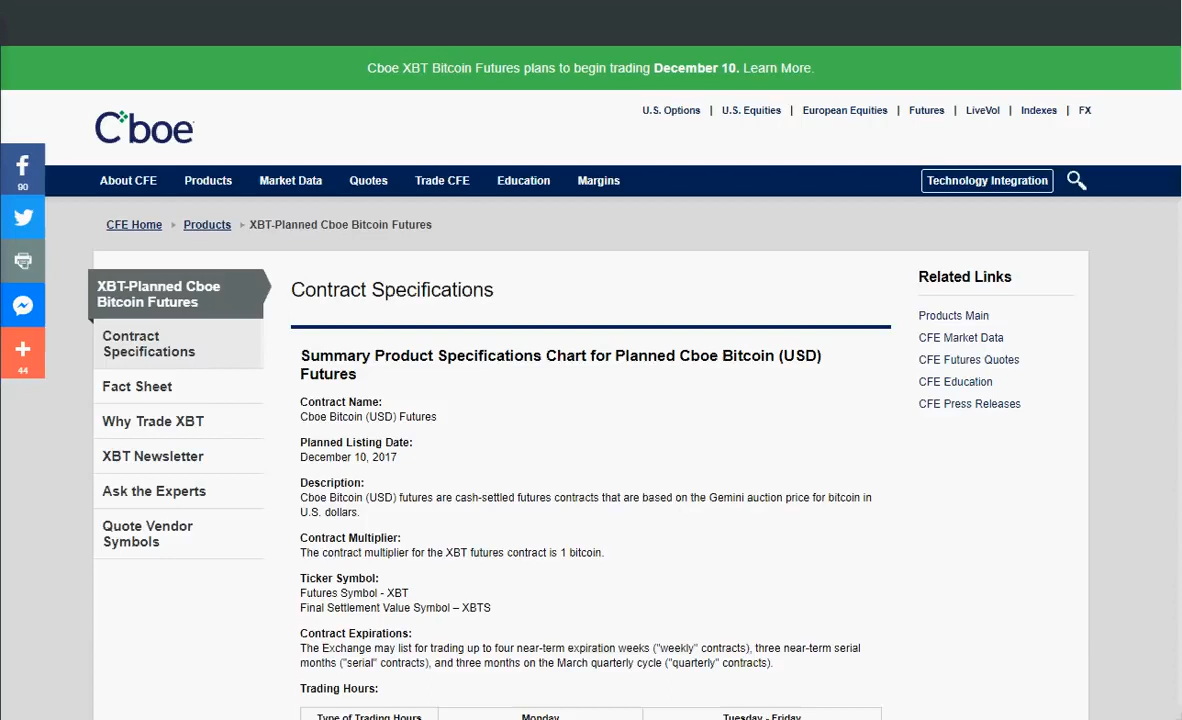 Cboe XBT Bitcoin Futures plans to begin trading December 10. Learn More.
U.S. Options | U.S. Equities | European Equities | Futures | LiveVol | Indexes | FX
Cboe
About CFE Products Market Data Quotes Trade CFE Education Margins Technology Integration
90
44
CFE Home Products XBT-Planned Cboe Bitcoin Futures
XBT-Planned Cboe
Bitcoin Futures
Contract
Specifications
Fact Sheet
Why Trade XBT
XBT Newsletter
Ask the Experts
Quote Vendor
Symbols
Contract Specifications
Summary Product Specifications Chart for Planned Cboe Bitcoin (USD)
Futures
Contract Name:
Cboe Bitcoin (USD) Futures
Planned Listing Date:
December 10, 2017
Description:
Cboe Bitcoin (USD) futures are cash-settled futures contracts that are based on the Gemini auction price for bitcoin in
U.S. dollars.
Contract Multiplier:
The contract multiplier for the XBT futures contract is 1 bitcoin.
Ticker Symbol:
Futures Symbol - XBT
Final Settlement Value Symbol – XBTS
Contract Expirations:
The Exchange may list for trading up to four near-term expiration weeks ("weekly" contracts), three near-term serial
months ("serial" contracts), and three months on the March quarterly cycle ("quarterly" contracts).
Trading Hours:
Type of Trading Hours Monday Tuesday - Friday
Related Links
Products Main
CFE Market Data
CFE Futures Quotes
CFE Education
CFE Press Releases